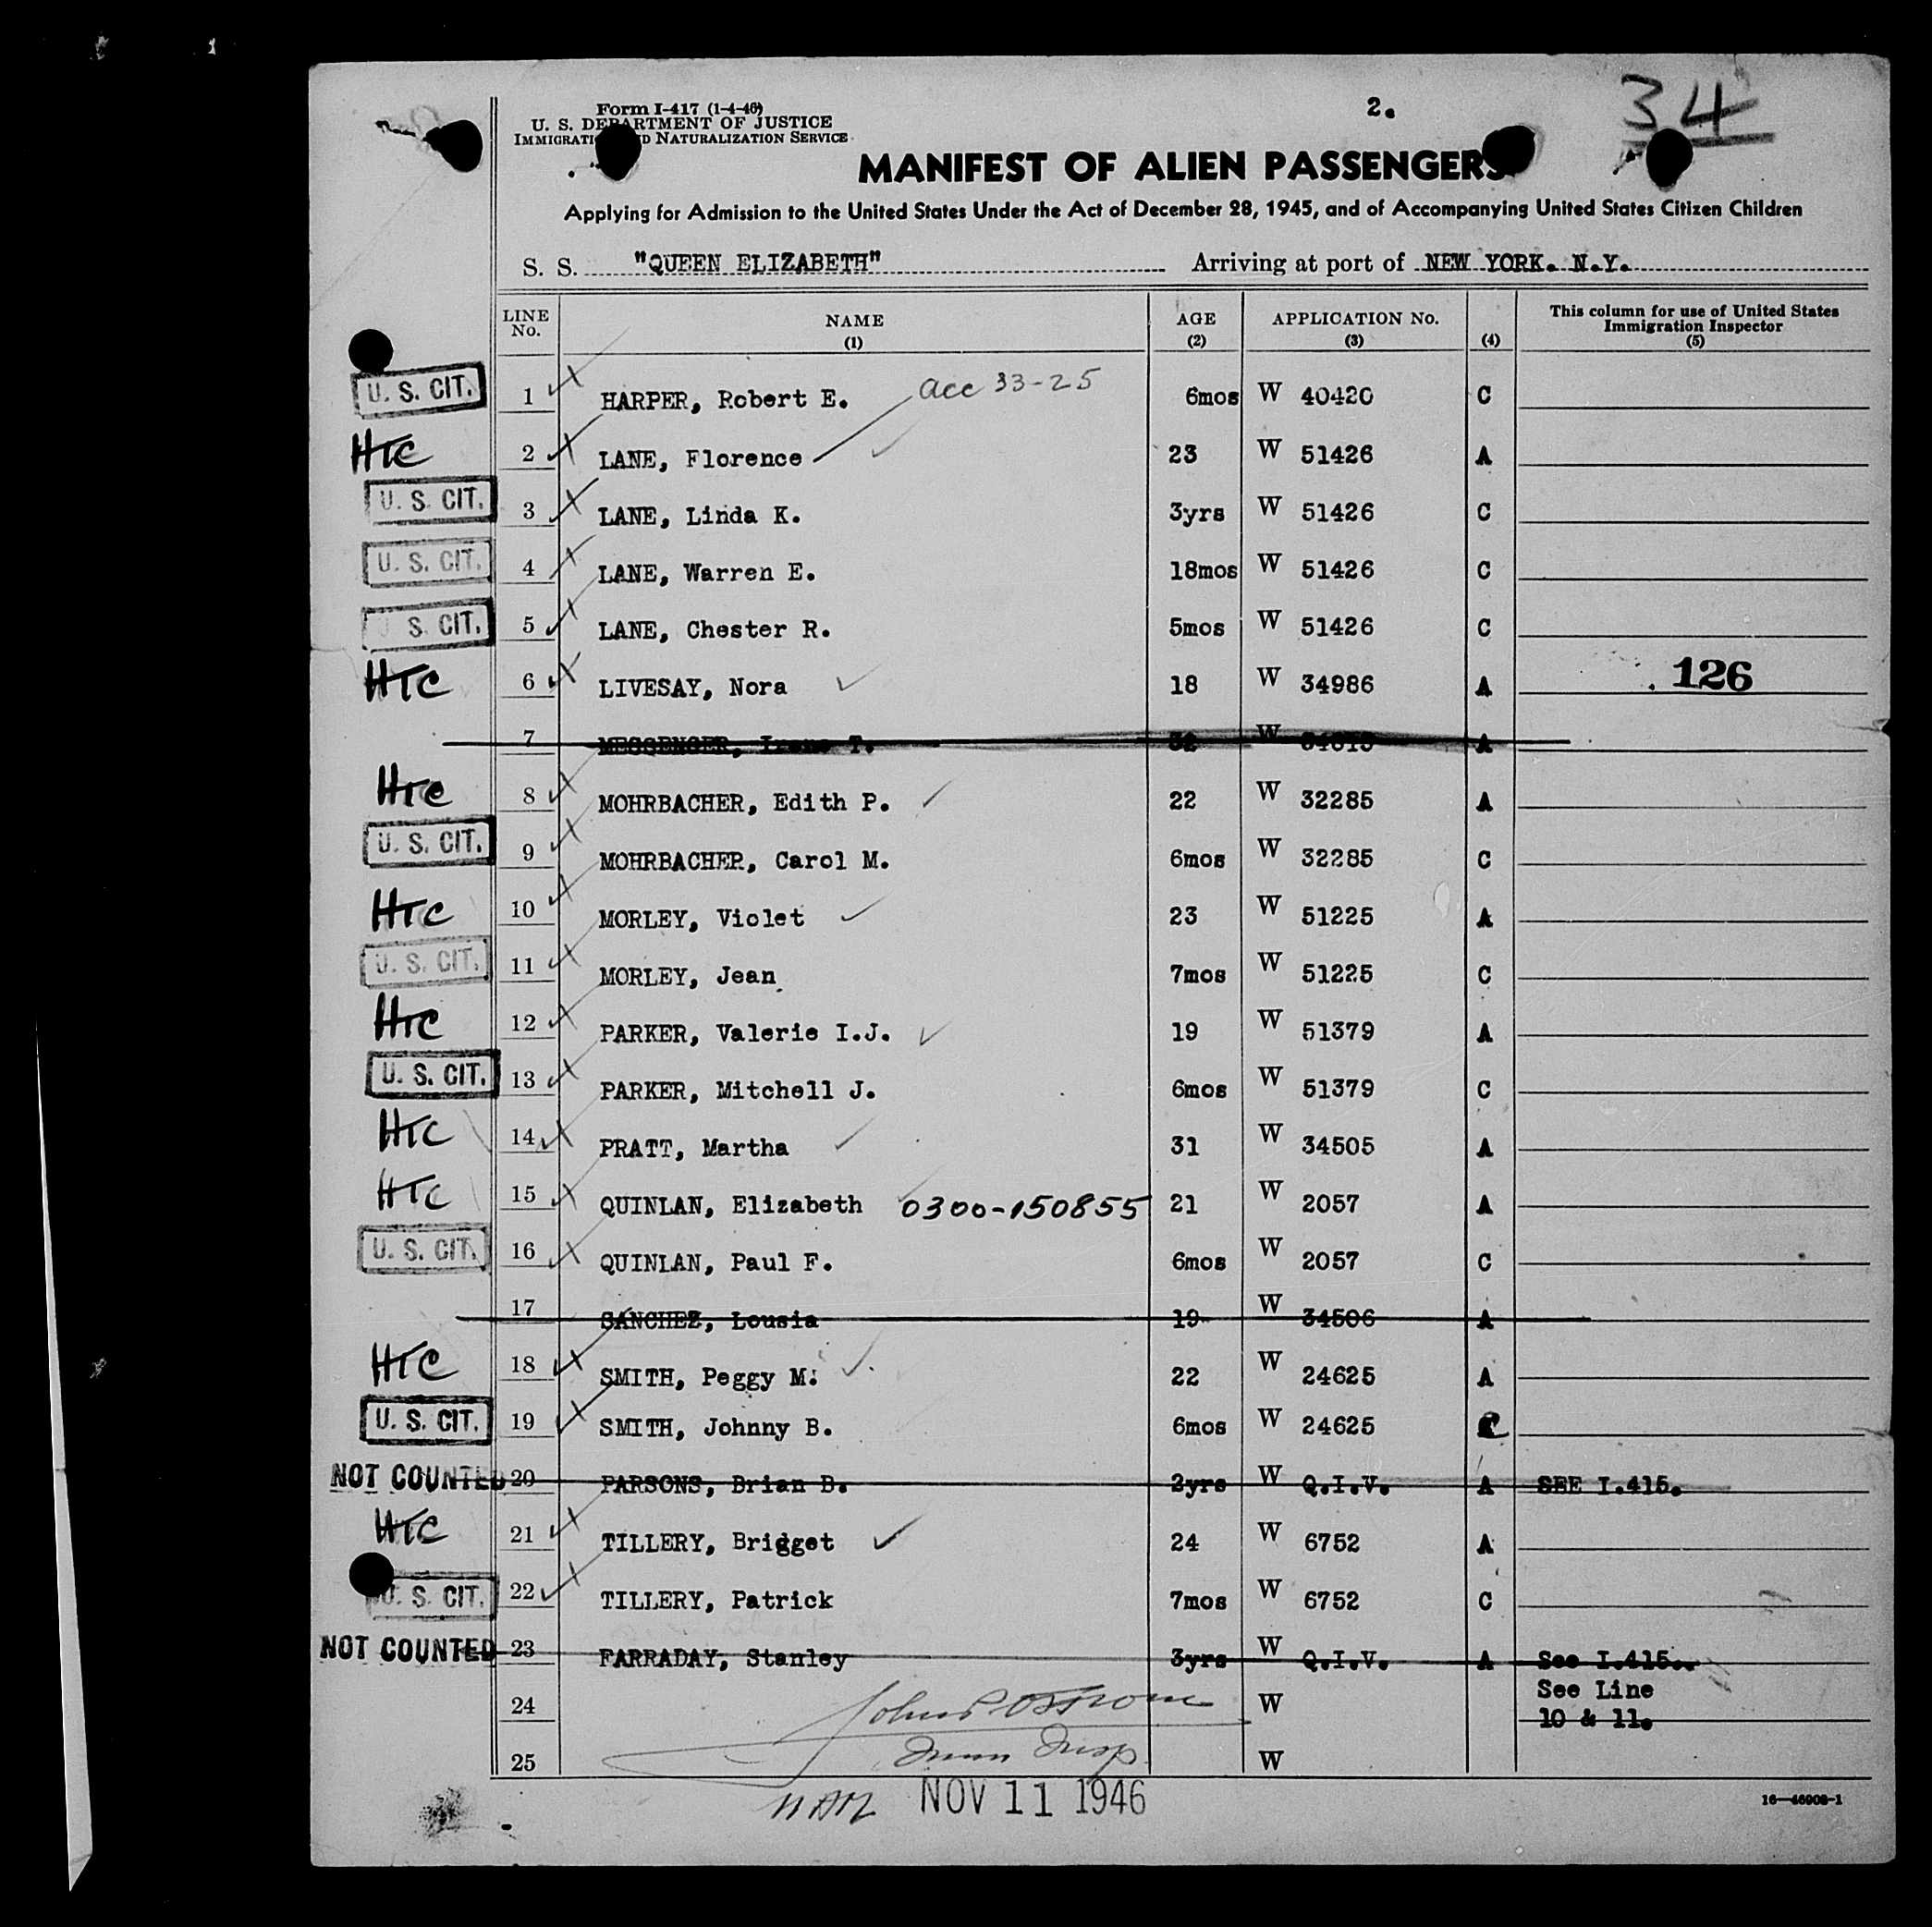 Form I-417 (1-4-46)
2.
34
U. S. DEPARTMENT OF JUSTICE
IMMIGRATION AND NATURALIZATION SERVICE
MANIFEST OF ALIEN PASSENGERS
Applying for Admission to the United States Under the Act of December 28, 1945, and of Accompanying United States Citizen Children
S. S. "QUEEN ELIZABETH" Arriving at port of NEW YORK. N.Y.
LINE No. NAME (1) AGE (2) APPLICATION No. (3) (4) This column for use of United States Immigration Inspector (5)
U. S. CIT. 1 HARPER, Robert E. acc 33-25 6mos W 40420 C
HTC 2 LANE, Florence 23 W 51426 A
U. S. CIT. 3 LANE, Linda K. 3yrs W 51426 C
U. S. CIT. 4 LANE, Warren E. 18mos W 51426 C
S. CIT. 5 LANE, Chester R. 5mos W 51426 C
HTC 6 LIVESAY, Nora 18 W 34986 A 126
7 MESSENGER, Irene T. 32 W A
HTC 8 MOHRBACHER, Edith P. 22 W 32285 A
U. S. CIT. 9 MOHRBACHER, Carol M. 6mos W 32285 C
HTC 10 MORLEY, Violet 23 W 51225 A
U. S. CIT. 11 MORLEY, Jean 7mos W 51225 C
HTC 12 PARKER, Valerie I.J. 19 W 51379 A
U. S. CIT. 13 PARKER, Mitchell J. 6mos W 51379 C
HTC 14 PRATT, Martha 31 W 34505 A
HTC 15 QUINLAN, Elizabeth 0300-150855 21 W 2057 A
U. S. CIT. 16 QUINLAN, Paul F. 6mos W 2057 C
17 SANCHEZ, Lousia 19 W 34506 A
HTC 18 SMITH, Peggy M. 22 W 24625 A
U. S. CIT. 19 SMITH, Johnny B. 6mos W 24625 C
NOT COUNTED 20 PARSONS, Brian B. 2yrs W Q.I.V. A SEE I.415.
HTC 21 TILLERY, Bridget 24 W 6752 A
U. S. CIT. 22 TILLERY, Patrick 7mos W 6752 C
NOT COUNTED 23 FARRADAY, Stanley 3yrs W Q.I.V. A See I.415..
24 W See Line
10 & 11.
25 Imm Insp. W
NOV 11 1946
16—46908-1